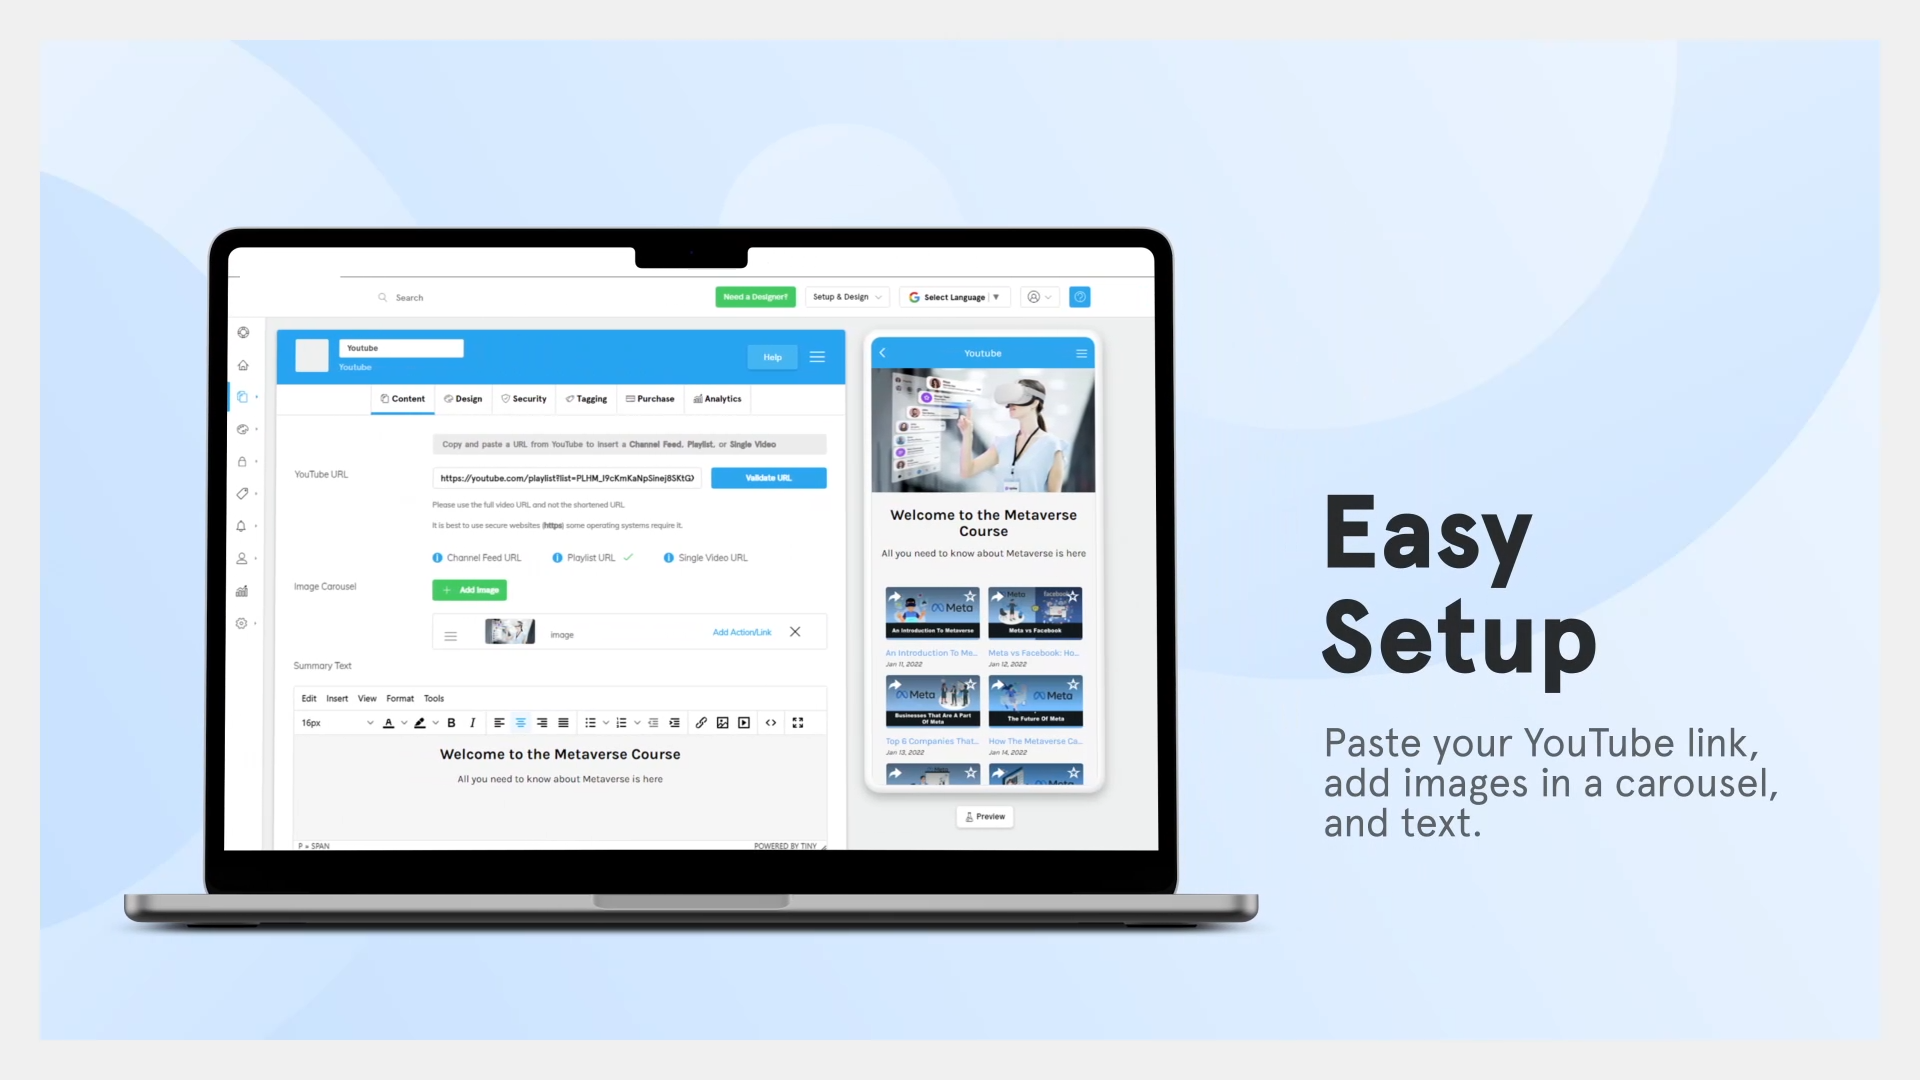 Search
Need a Designer?
Setup & Design
Select Language
Youtube
Youtube
Help
Content
Design
Security
Tagging
Purchase
Analytics
Copy and paste a URL from YouTube to insert a Channel Feed, Playlist, or Single Video
YouTube URL
https://youtube.com/playlist?list=PLHM_I9cKmKaNpSinej8SKtG
Validate URL
Please use the full video URL and not the shortened URL
It is best to use secure websites (https) some operating systems require it.
Channel Feed URL
Playlist URL
Single Video URL
Image Carousel
+ Add Image
image
Add Action/Link
Summary Text
Edit Insert View Format Tools
16px
A
B
I
Welcome to the Metaverse Course
All you need to know about Metaverse is here
P » SPAN
POWERED BY TINY
Youtube
Welcome to the Metaverse
Course
All you need to know about Metaverse is here
Meta
An Introduction To Metaverse
Meta
facebook
Meta vs Facebook
An Introduction To Me...
Jan 11, 2022
Meta vs Facebook: Ho...
Jan 12, 2022
Meta
Businesses That Are A Part
Of Meta
Meta
The Future Of Meta
Top 6 Companies That...
Jan 13, 2022
How The Metaverse Ca...
Jan 14, 2022
Meta
Meta
Preview
Easy
Setup
Paste your YouTube link,
add images in a carousel,
and text.